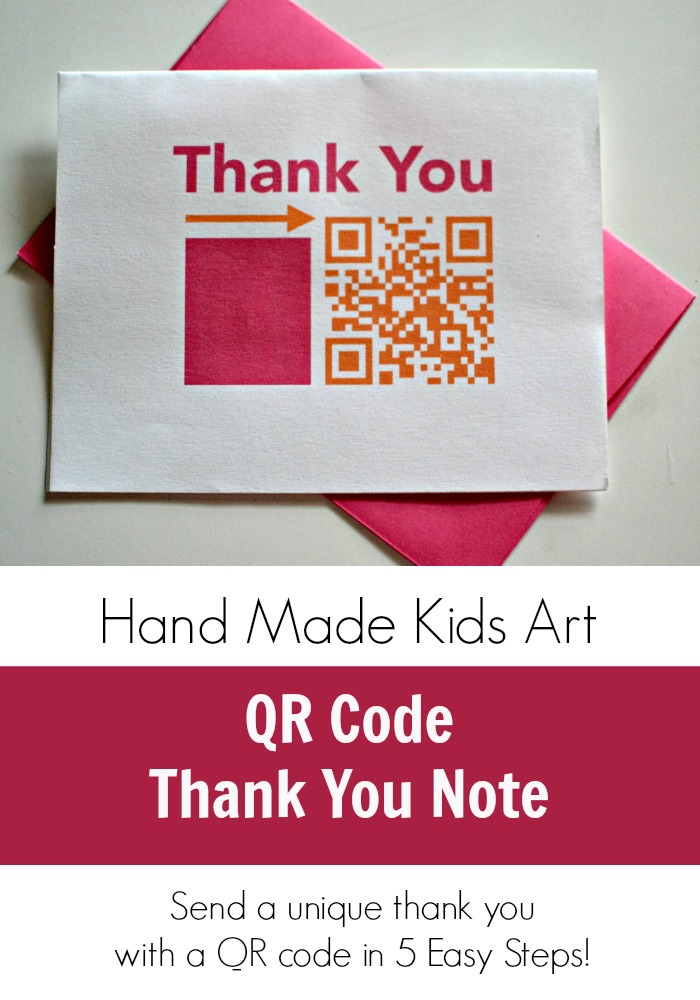 Thank You
Hand Made Kids Art
QR Code
Thank You Note
Send a unique thank you
with a QR code in 5 Easy Steps!